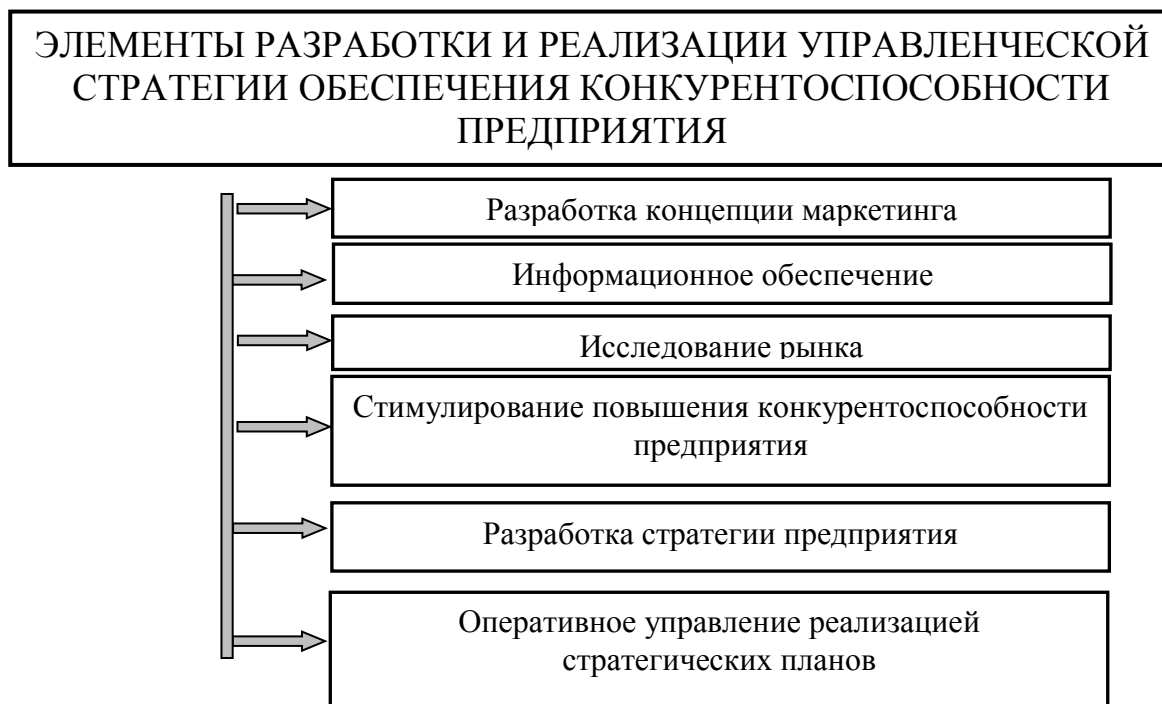 ЭЛЕМЕНТЫ РАЗРАБОТКИ И РЕАЛИЗАЦИИ УПРАВЛЕНЧЕСКОЙ
СТРАТЕГИИ ОБЕСПЕЧЕНИЯ КОНКУРЕНТОСПОСОБНОСТИ
ПРЕДПРИЯТИЯ
Разработка концепции маркетинга
Информационное обеспечение
Исследование рынка
Стимулирование повышения конкурентоспособности
предприятия
Разработка стратегии предприятия
Оперативное управление реализацией
стратегических планов